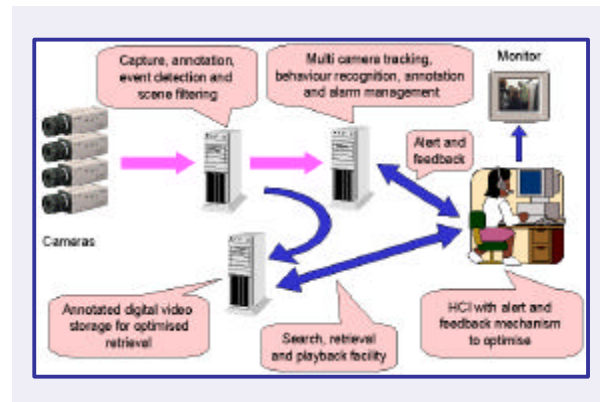 Capture, annotation,
event detection and
scene filtering
Multi camera tracking,
behaviour recognition, annotation
and alarm management
Monitor
Alert and
feedback
Cameras
Annotated digital video
storage for optimised
retrieval
Search, retrieval
and playback facility
HCI with alert and
feedback mechanism
to optimise